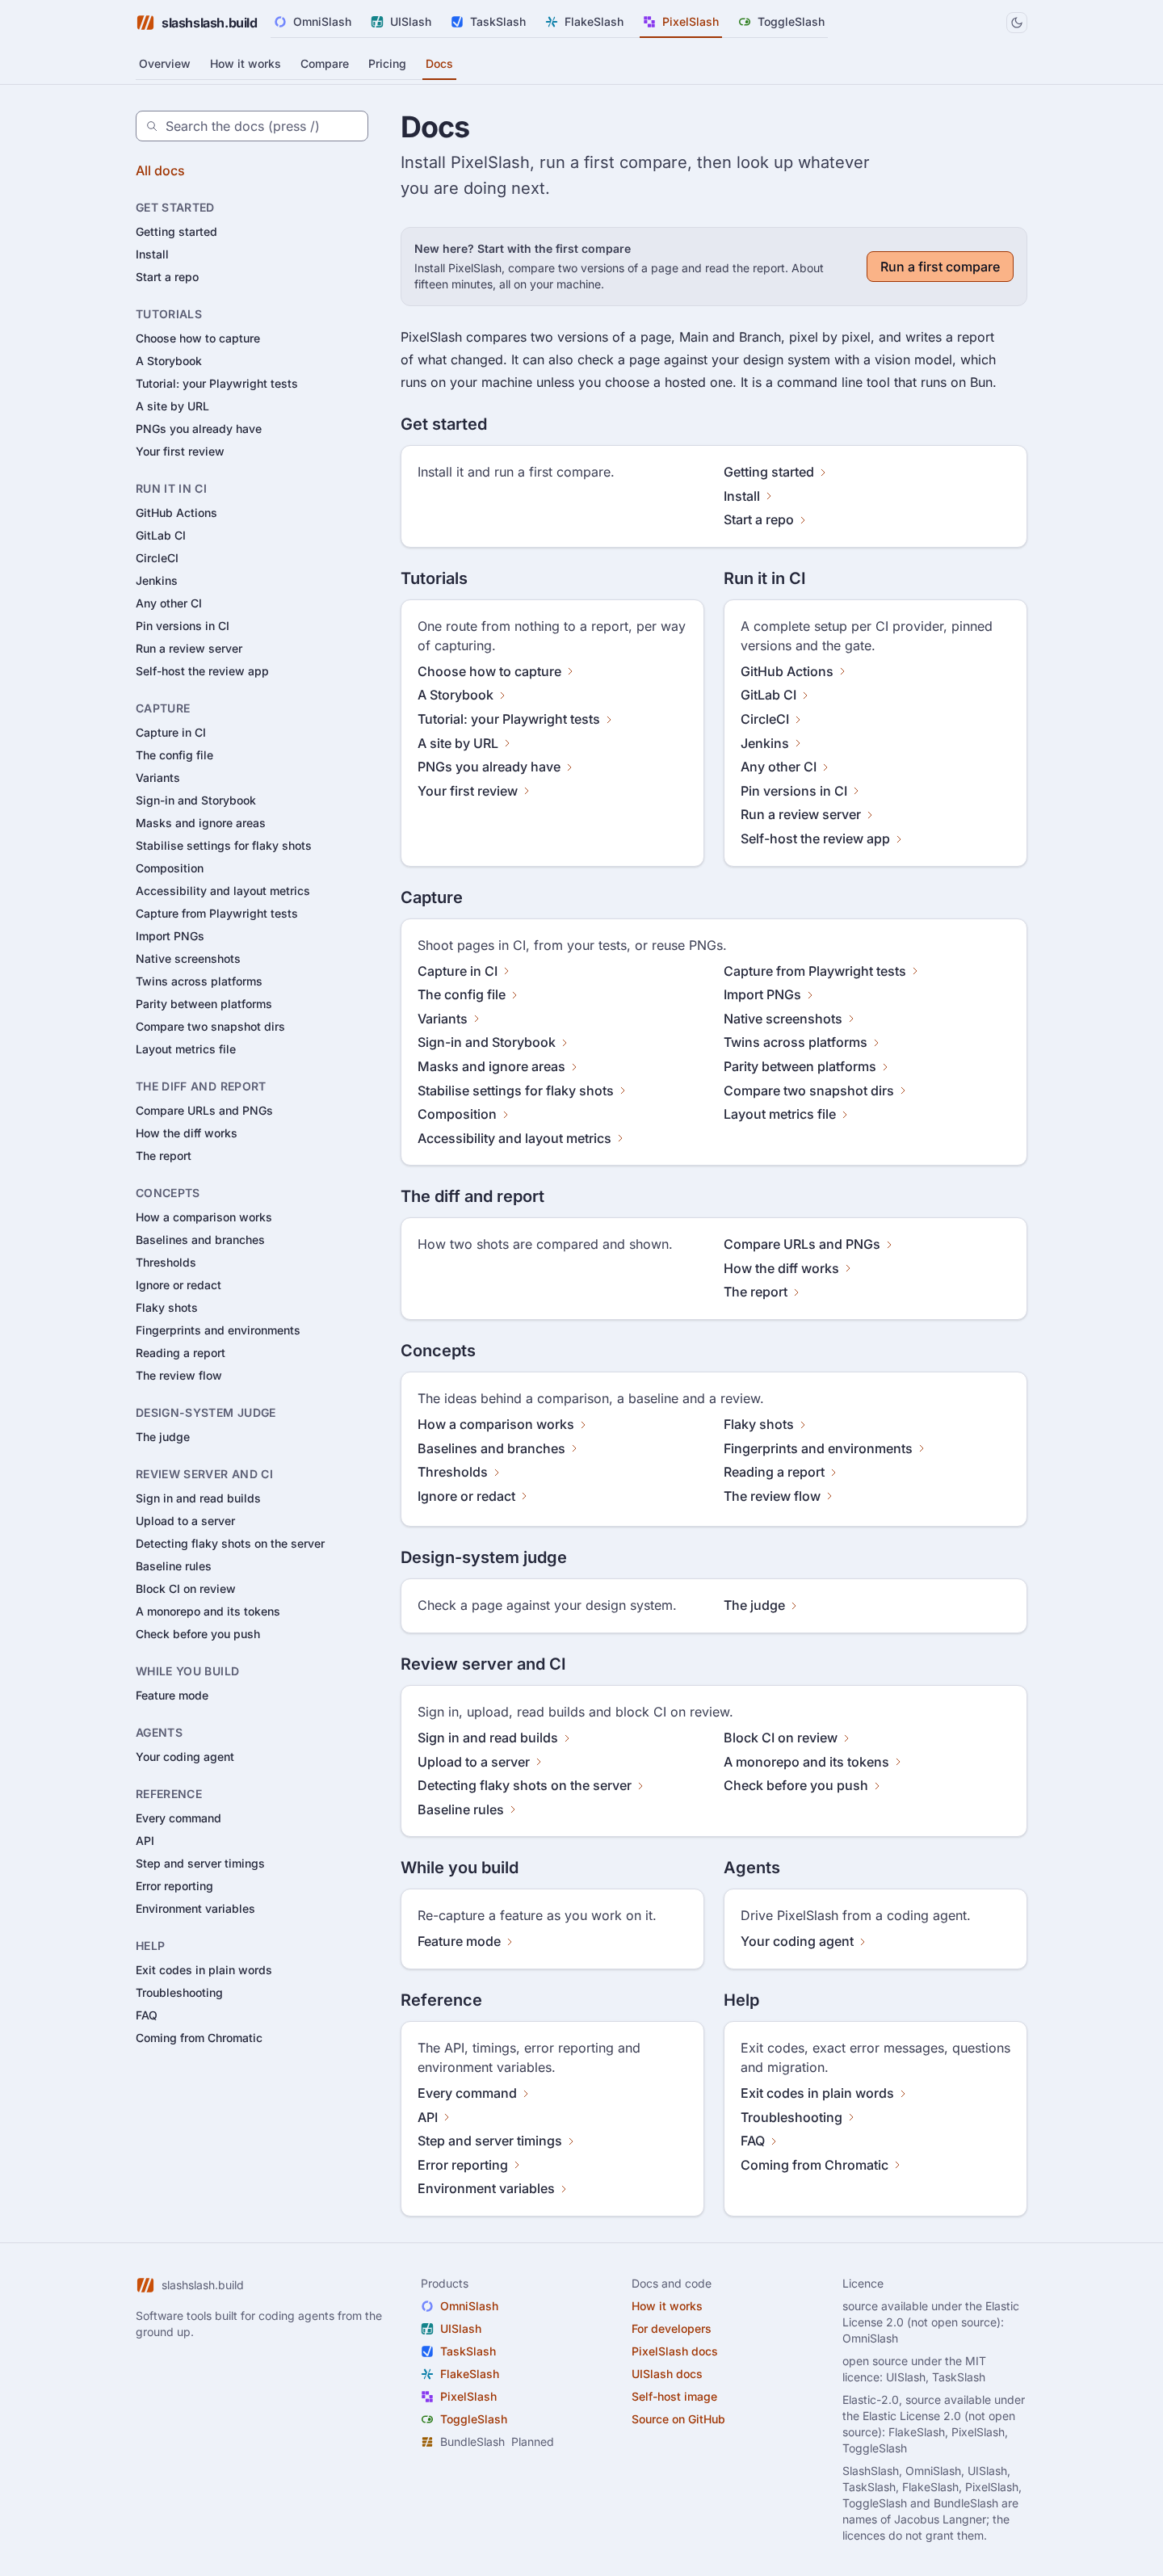 slashslash.build
OmniSlash
UISlash
TaskSlash
FlakeSlash
PixelSlash
ToggleSlash
Overview
How it works
Compare
Pricing
Docs
Search the docs (press /)
All docs
GET STARTED
Getting started
Install
Start a repo
TUTORIALS
Choose how to capture
A Storybook
Tutorial: your Playwright tests
A site by URL
PNGs you already have
Your first review
RUN IT IN CI
GitHub Actions
GitLab CI
CircleCI
Jenkins
Any other CI
Pin versions in CI
Run a review server
Self-host the review app
CAPTURE
Capture in CI
The config file
Variants
Sign-in and Storybook
Masks and ignore areas
Stabilise settings for flaky shots
Composition
Accessibility and layout metrics
Capture from Playwright tests
Import PNGs
Native screenshots
Twins across platforms
Parity between platforms
Compare two snapshot dirs
Layout metrics file
THE DIFF AND REPORT
Compare URLs and PNGs
How the diff works
The report
CONCEPTS
How a comparison works
Baselines and branches
Thresholds
Ignore or redact
Flaky shots
Fingerprints and environments
Reading a report
The review flow
DESIGN-SYSTEM JUDGE
The judge
REVIEW SERVER AND CI
Sign in and read builds
Upload to a server
Detecting flaky shots on the server
Baseline rules
Block CI on review
A monorepo and its tokens
Check before you push
WHILE YOU BUILD
Feature mode
AGENTS
Your coding agent
REFERENCE
Every command
API
Step and server timings
Error reporting
Environment variables
HELP
Exit codes in plain words
Troubleshooting
FAQ
Coming from Chromatic
Docs
Install PixelSlash, run a first compare, then look up whatever
you are doing next.
New here? Start with the first compare
Install PixelSlash, compare two versions of a page and read the report. About
fifteen minutes, all on your machine.
Run a first compare
PixelSlash compares two versions of a page, Main and Branch, pixel by pixel, and writes a report
of what changed. It can also check a page against your design system with a vision model, which
runs on your machine unless you choose a hosted one. It is a command line tool that runs on Bun.
Get started
Install it and run a first compare.
Getting started
Install
Start a repo
Tutorials
One route from nothing to a report, per way
of capturing.
Choose how to capture
A Storybook
Tutorial: your Playwright tests
A site by URL
PNGs you already have
Your first review
Run it in CI
A complete setup per CI provider, pinned
versions and the gate.
GitHub Actions
GitLab CI
CircleCI
Jenkins
Any other CI
Pin versions in CI
Run a review server
Self-host the review app
Capture
Shoot pages in CI, from your tests, or reuse PNGs.
Capture in CI
The config file
Variants
Sign-in and Storybook
Masks and ignore areas
Stabilise settings for flaky shots
Composition
Accessibility and layout metrics
Capture from Playwright tests
Import PNGs
Native screenshots
Twins across platforms
Parity between platforms
Compare two snapshot dirs
Layout metrics file
The diff and report
How two shots are compared and shown.
Compare URLs and PNGs
How the diff works
The report
Concepts
The ideas behind a comparison, a baseline and a review.
How a comparison works
Baselines and branches
Thresholds
Ignore or redact
Flaky shots
Fingerprints and environments
Reading a report
The review flow
Design-system judge
Check a page against your design system.
The judge
Review server and CI
Sign in, upload, read builds and block CI on review.
Sign in and read builds
Upload to a server
Detecting flaky shots on the server
Baseline rules
Block CI on review
A monorepo and its tokens
Check before you push
While you build
Re-capture a feature as you work on it.
Feature mode
Agents
Drive PixelSlash from a coding agent.
Your coding agent
Reference
The API, timings, error reporting and
environment variables.
Every command
API
Step and server timings
Error reporting
Environment variables
Help
Exit codes, exact error messages, questions
and migration.
Exit codes in plain words
Troubleshooting
FAQ
Coming from Chromatic
slashslash.build
Software tools built for coding agents from the
ground up.
Products
OmniSlash
UISlash
TaskSlash
FlakeSlash
PixelSlash
ToggleSlash
BundleSlash Planned
Docs and code
How it works
For developers
PixelSlash docs
UISlash docs
Self-host image
Source on GitHub
Licence
source available under the Elastic
License 2.0 (not open source):
OmniSlash
open source under the MIT
licence: UISlash, TaskSlash
Elastic-2.0, source available under
the Elastic License 2.0 (not open
source): FlakeSlash, PixelSlash,
ToggleSlash
SlashSlash, OmniSlash, UISlash,
TaskSlash, FlakeSlash, PixelSlash,
ToggleSlash and BundleSlash are
names of Jacobus Langner; the
licences do not grant them.